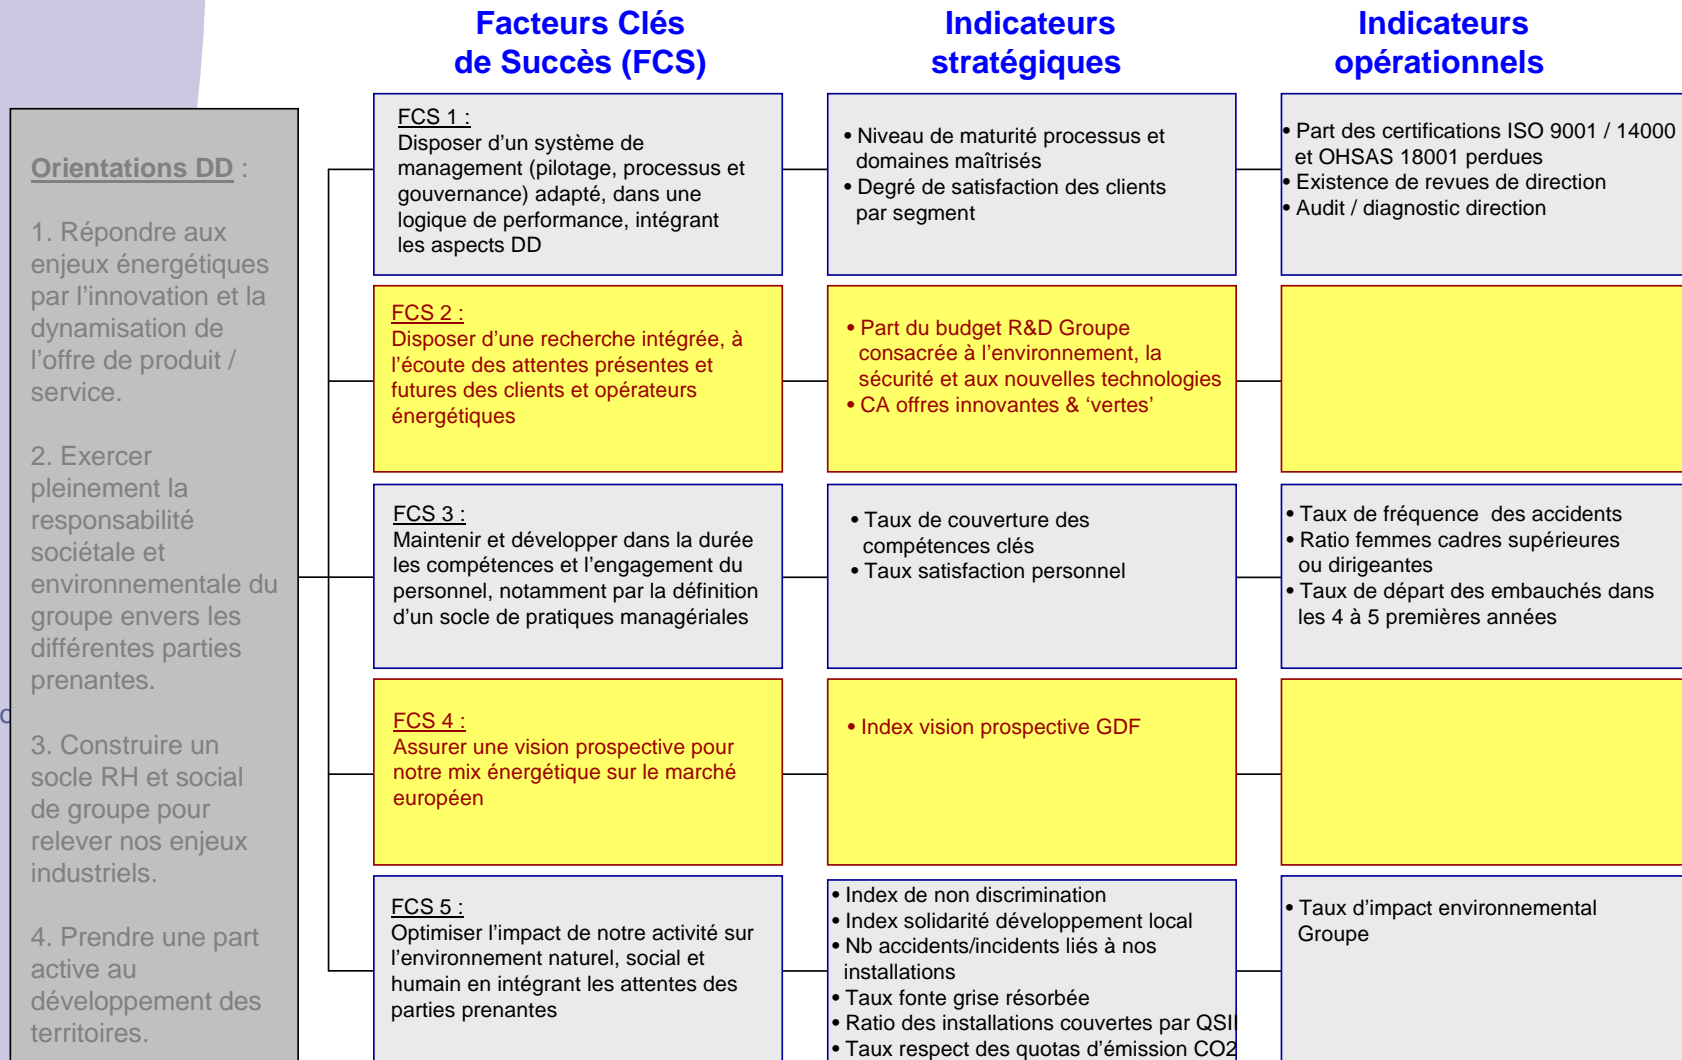 Facteurs Clés
de Succès (FCS)
Indicateurs
stratégiques
Indicateurs
opérationnels
Orientations DD :
1. Répondre aux
enjeux énergétiques
par l'innovation et la
dynamisation de
l'offre de produit /
service.
2. Exercer
pleinement la
responsabilité
sociétale et
environnementale du
groupe envers les
différentes parties
prenantes.
3. Construire un
socle RH et social
de groupe pour
relever nos enjeux
industriels.
4. Prendre une part
active au
développement des
territoires.
FCS 1 :
Disposer d'un système de
management (pilotage, processus et
gouvernance) adapté, dans une
logique de performance, intégrant
les aspects DD
• Niveau de maturité processus et
domaines maîtrisés
• Degré de satisfaction des clients
par segment
• Part des certifications ISO 9001 / 14000
et OHSAS 18001 perdues
• Existence de revues de direction
• Audit / diagnostic direction
FCS 2 :
Disposer d'une recherche intégrée, à
l'écoute des attentes présentes et
futures des clients et opérateurs
énergétiques
• Part du budget R&D Groupe
consacrée à l'environnement, la
sécurité et aux nouvelles technologies
• CA offres innovantes & 'vertes'
FCS 3 :
Maintenir et développer dans la durée
les compétences et l'engagement du
personnel, notamment par la définition
d'un socle de pratiques managériales
• Taux de couverture des
compétences clés
• Taux satisfaction personnel
• Taux de fréquence des accidents
• Ratio femmes cadres supérieures
ou dirigeantes
• Taux de départ des embauchés dans
les 4 à 5 premières années
FCS 4 :
Assurer une vision prospective pour
notre mix énergétique sur le marché
européen
• Index vision prospective GDF
FCS 5 :
Optimiser l'impact de notre activité sur
l'environnement naturel, social et
humain en intégrant les attentes des
parties prenantes
• Index de non discrimination
• Index solidarité développement local
• Nb accidents/incidents liés à nos
installations
• Taux fonte grise résorbée
• Ratio des installations couvertes par
• Taux respect des quotas d'émission CO2
• Taux d'impact environnemental
Groupe